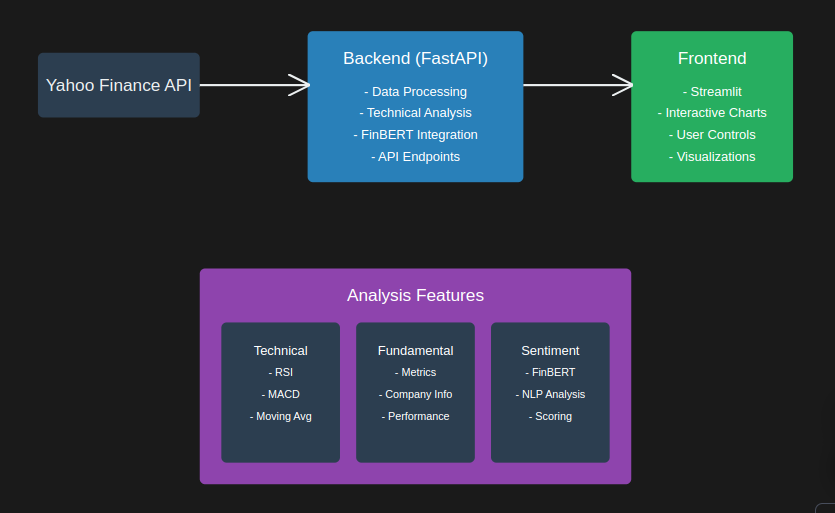 Yahoo Finance API
Backend (FastAPI)
- Data Processing
- Technical Analysis
- FinBERT Integration
- API Endpoints
Frontend
- Streamlit
- Interactive Charts
- User Controls
- Visualizations
Analysis Features
Technical
- RSI
- MACD
- Moving Avg
Fundamental
- Metrics
- Company Info
- Performance
Sentiment
- FinBERT
- NLP Analysis
- Scoring